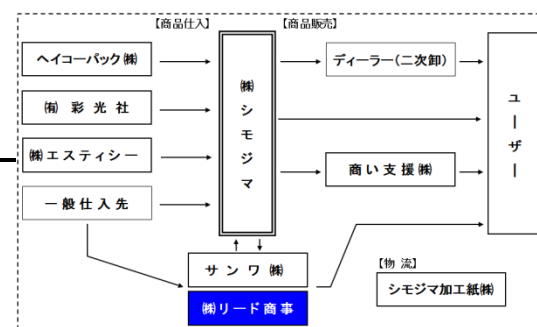 【商品仕入】
【商品販売】
ヘイコーパック㈱
㈲ 彩光社
㈱エスティシー
一般仕入先
㈱シモジマ
ディーラー(二次卸)
商い支援㈱
ユーザー
サンワ㈱
㈱リード商事
【物 流】
シモジマ加工紙㈱